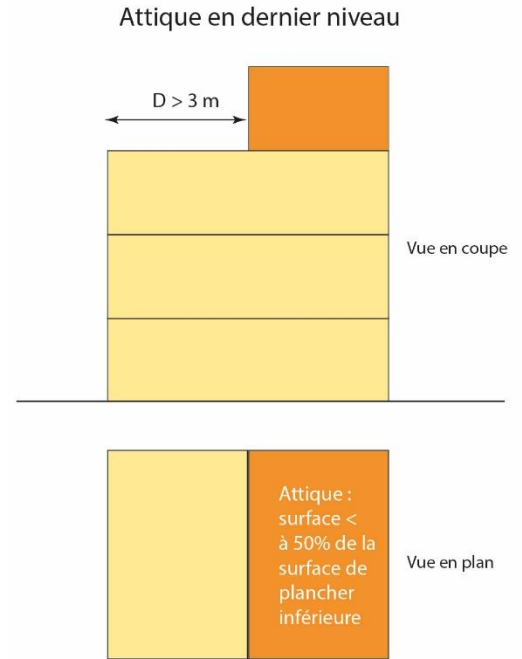 Attique en dernier niveau
D > 3 m
Vue en coupe
Attique :
surface <
à 50% de la
surface de
plancher
inférieure
Vue en plan